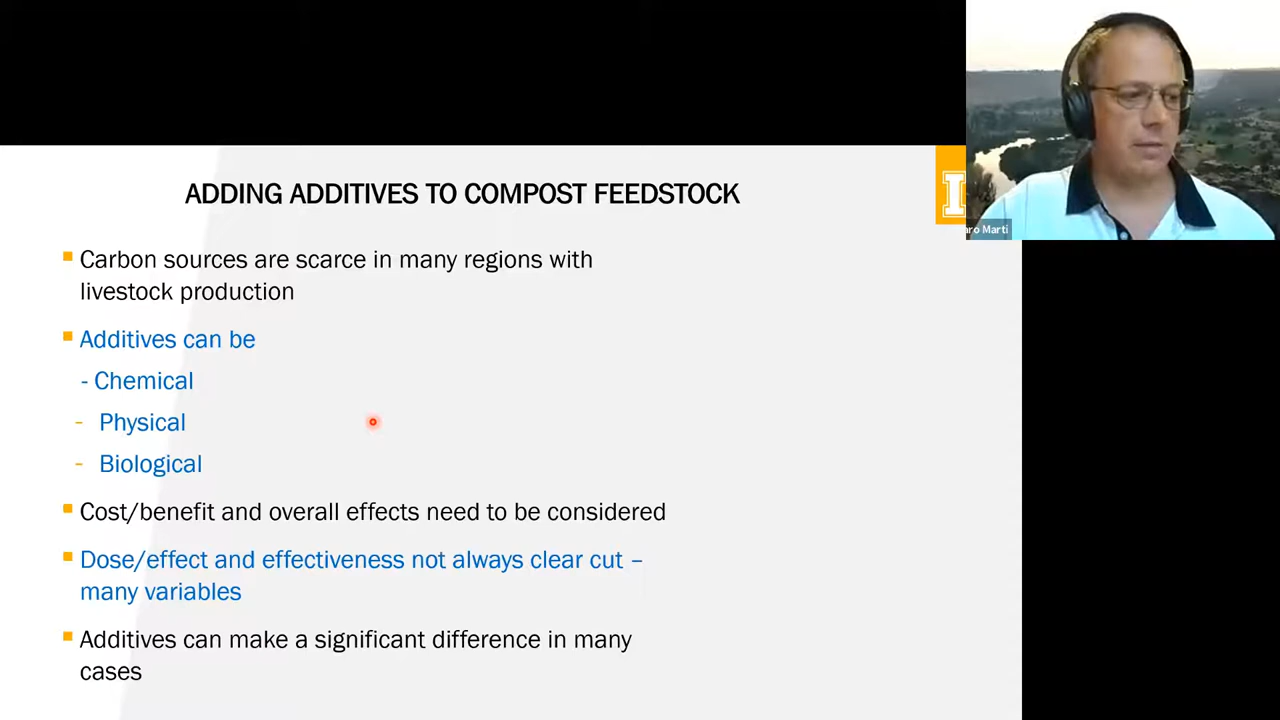 ADDING ADDITIVES TO COMPOST FEEDSTOCK
I
aro Marti
▪ Carbon sources are scarce in many regions with
livestock production
▪ Additives can be
- Chemical
- Physical
- Biological
▪ Cost/benefit and overall effects need to be considered
▪ Dose/effect and effectiveness not always clear cut –
many variables
▪ Additives can make a significant difference in many
cases